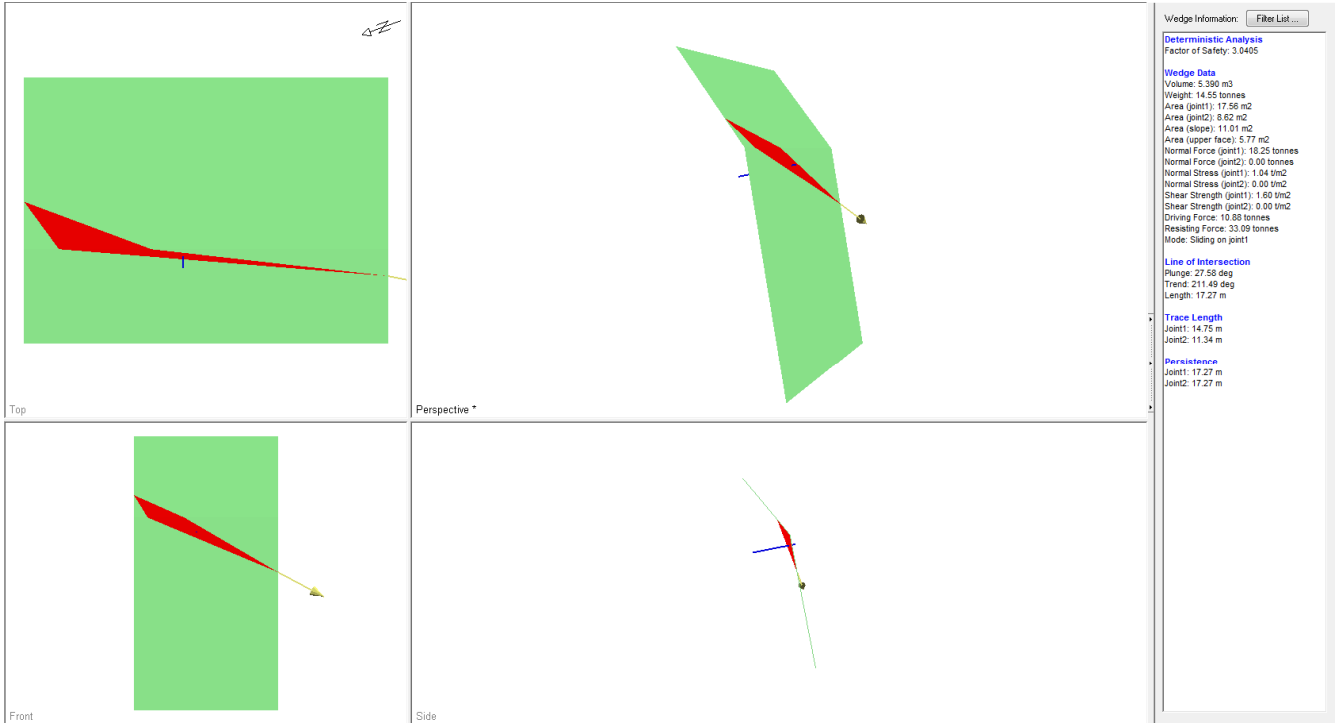 Top
Perspective *
Front
Side
Wedge Information: Filter List ...
Deterministic Analysis
Factor of Safety: 3.0405
Wedge Data
Volume: 5.390 m3
Weight: 14.55 tonnes
Area (joint1): 17.56 m2
Area (joint2): 8.62 m2
Area (slope): 11.01 m2
Area (upper face): 5.77 m2
Normal Force (joint1): 18.25 tonnes
Normal Force (joint2): 0.00 tonnes
Normal Stress (joint1): 1.04 t/m2
Normal Stress (joint2): 0.00 t/m2
Shear Strength (joint1): 1.60 t/m2
Shear Strength (joint2): 0.00 t/m2
Driving Force: 10.88 tonnes
Resisting Force: 33.09 tonnes
Mode: Sliding on joint1
Line of Intersection
Plunge: 27.58 deg
Trend: 211.49 deg
Length: 17.27 m
Trace Length
Joint1: 14.75 m
Joint2: 11.34 m
Persistence
Joint1: 17.27 m
Joint2: 17.27 m